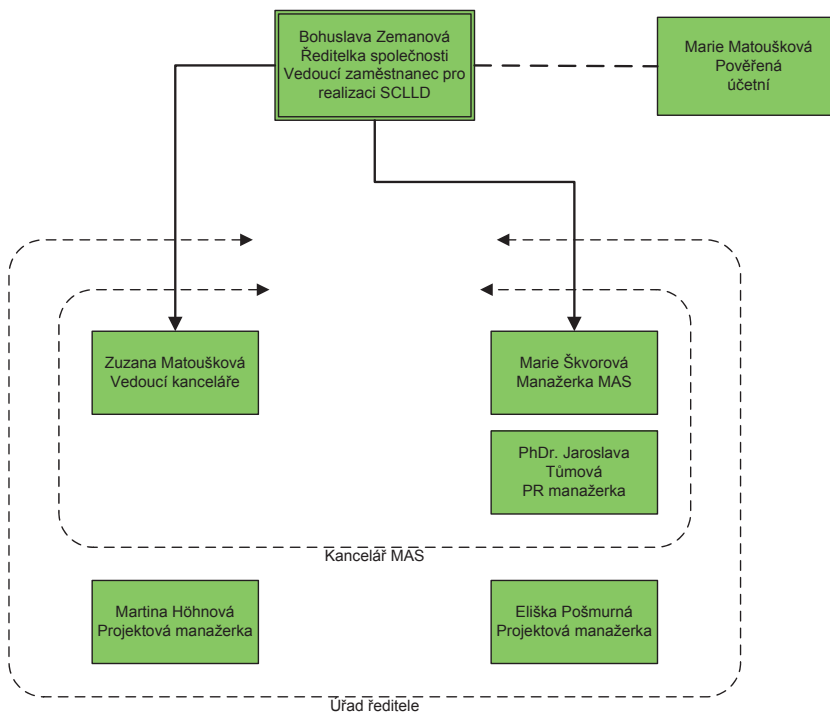 Bohuslava Zemanová
Ředitelka společnosti
Vedoucí zaměstnanec pro
realizaci SCLLD
Marie Matoušková
Pověřená
účetní
Zuzana Matoušková
Vedoucí kanceláře
Marie Škvorová
Manažerka MAS
PhDr. Jaroslava
Tůmová
PR manažerka
Kancelář MAS
Martina Höhnová
Projektová manažerka
Eliška Pošmurná
Projektová manažerka
Úřad ředitele